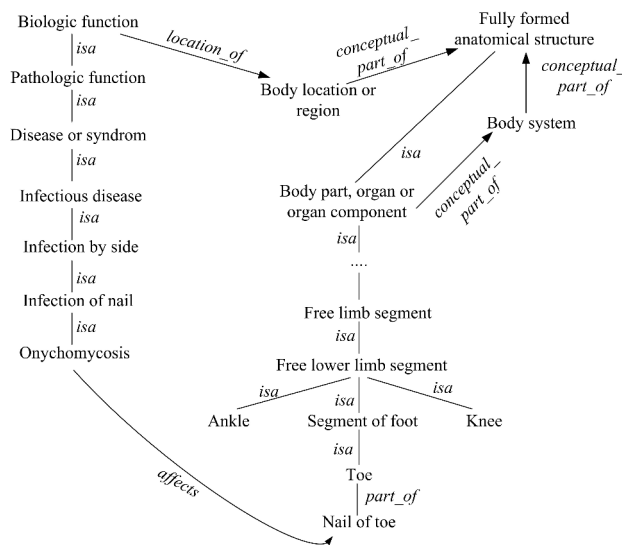 Biologic function
isa
location_of
conceptual_
part_of
Fully formed
anatomical structure
Pathologic function
isa
Body location or
region
conceptual_
part_of
Disease or syndrom
isa
Body system
isa
Infectious disease
isa
Body part, organ or
organ component
conceptual_
part_of
Infection by side
isa
isa
....
Infection of nail
isa
Free limb segment
isa
Onychomycosis
Free lower limb segment
isa
isa
isa
Ankle
Segment of foot
Knee
isa
Toe
affects
part_of
Nail of toe